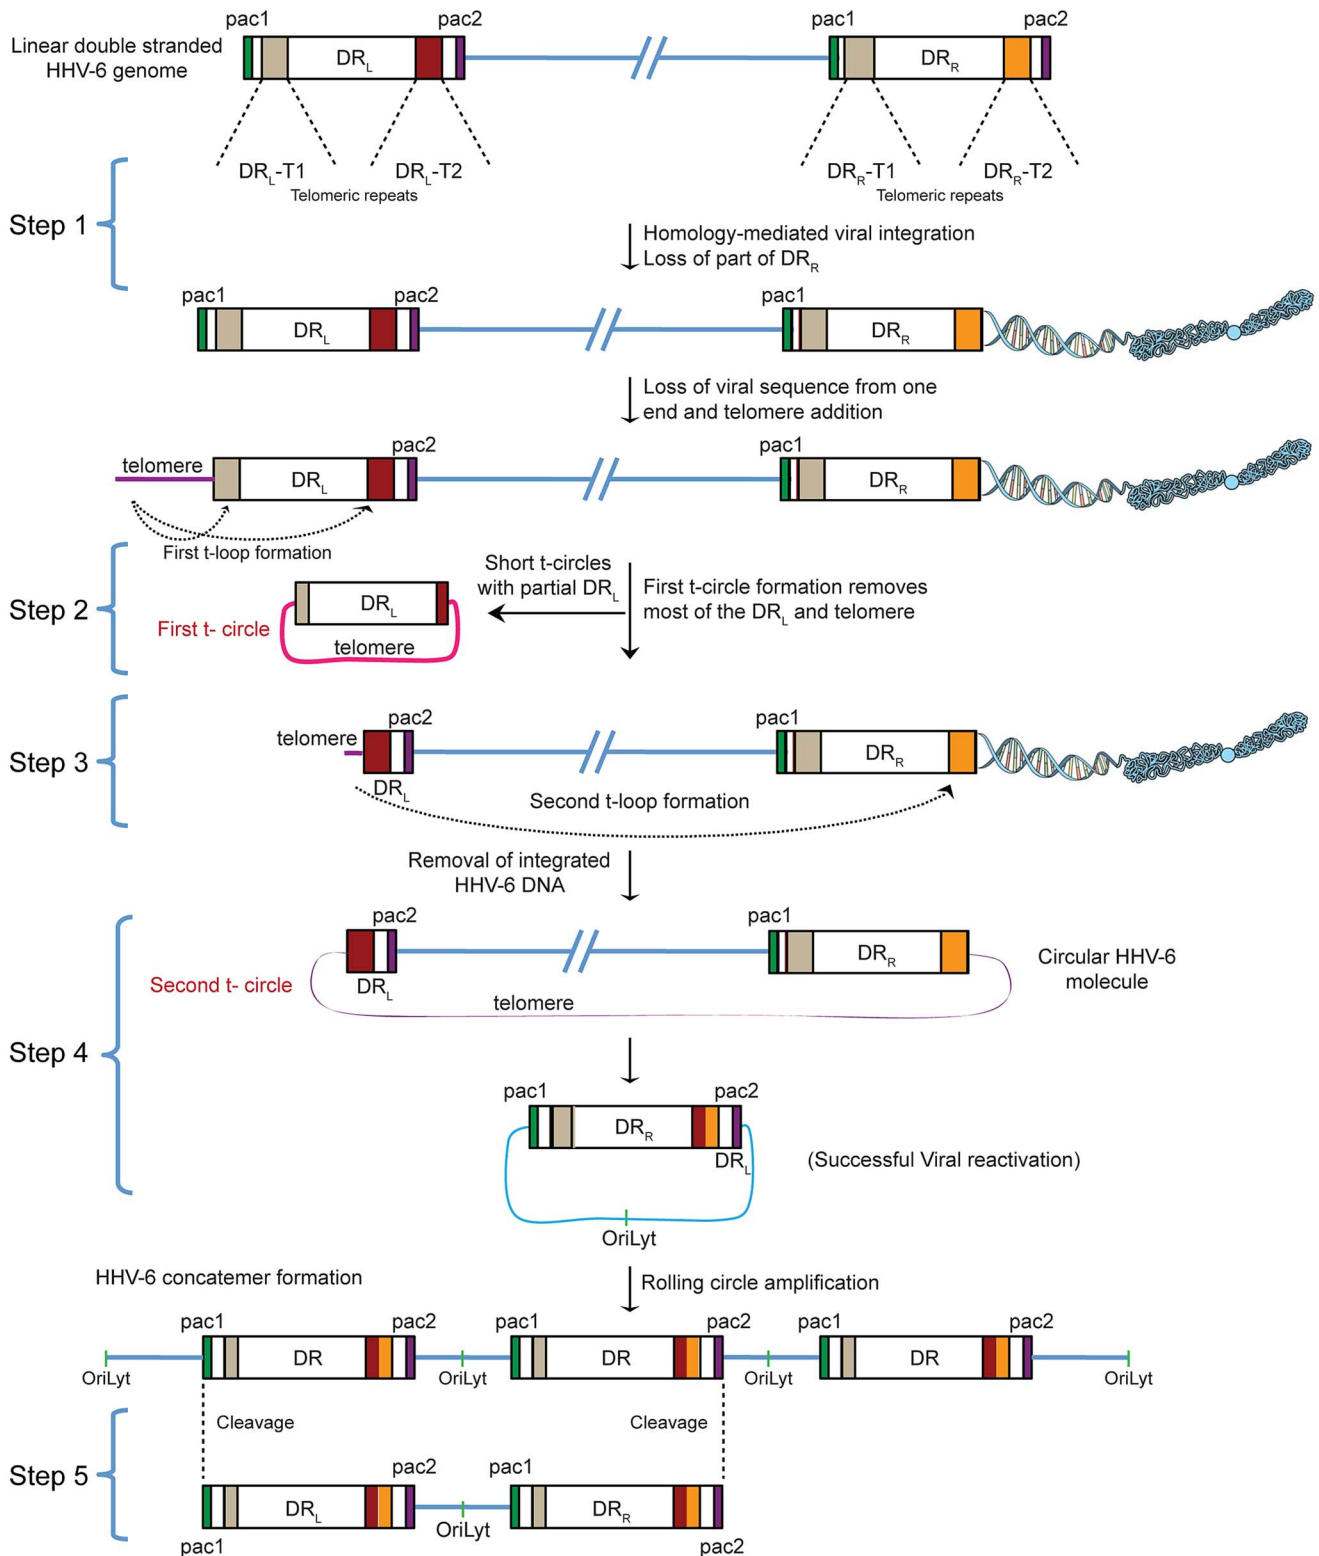 pac1 pac2 pac1 pac2
Linear double stranded
HHV-6 genome
DRL DRR
DRL-T1 DRL-T2 DRR-T1 DRR-T2
Telomeric repeats Telomeric repeats
Step 1
Homology-mediated viral integration
Loss of part of DRR
pac1 pac2 pac1
DRL DRR
Loss of viral sequence from one
end and telomere addition
pac2 pac1
telomere
DRL DRR
First t-loop formation
Step 2
Short t-circles
with partial DRL
First t-circle formation removes
most of the DRL and telomere
DRL
First t- circle
telomere
Step 3
pac2 pac1
telomere
DRR
DRL
Second t-loop formation
Removal of integrated
HHV-6 DNA
pac2 pac1
DRR
Circular HHV-6
molecule
Second t- circle
DRL
telomere
Step 4
pac1 pac2
DRR
DRL
(Successful Viral reactivation)
OriLyt
HHV-6 concatemer formation
Rolling circle amplification
pac1 pac2 pac1 pac2 pac1 pac2
DR DR DR
OriLyt OriLyt OriLyt OriLyt
Cleavage Cleavage
Step 5
pac2 pac1
DRL DRR
OriLyt
pac1 pac2